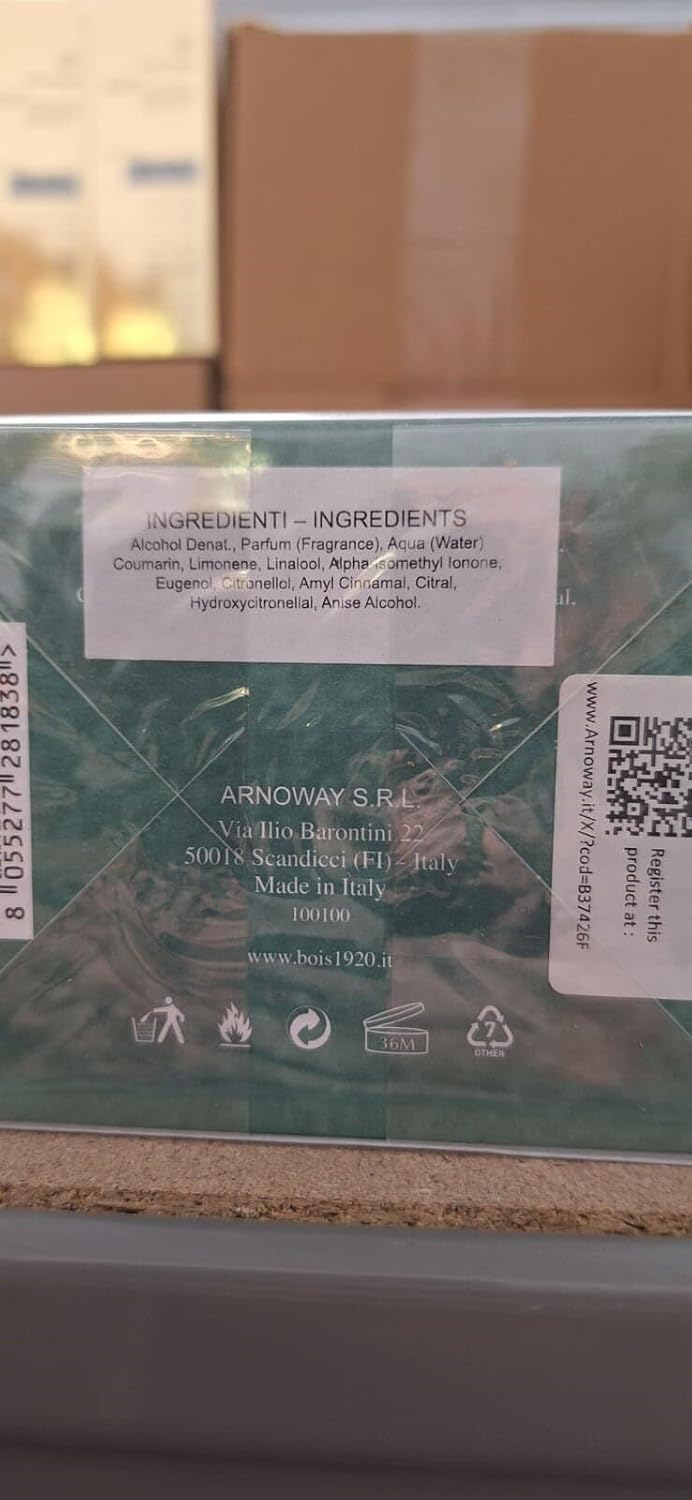 INGREDIENTI – INGREDIENTS
Alcohol Denat., Parfum (Fragrance), Aqua (Water)
Coumarin, Limonene, Linalool, Alpha-Isomethyl Ionone,
Eugenol, Citronellol, Amyl Cinnamal, Citral,
Hydroxycitronellal, Anise Alcohol.
al.
8 055277 281838 >
www.Arnoway.it/X/?cod=B37426F
Register this
product at :
ARNOWAY S.R.L.
Via Ilio Barontini 22
50018 Scandicci (FI) - Italy
Made in Italy
100100
www.bois1920.it
36M
7
OTHER